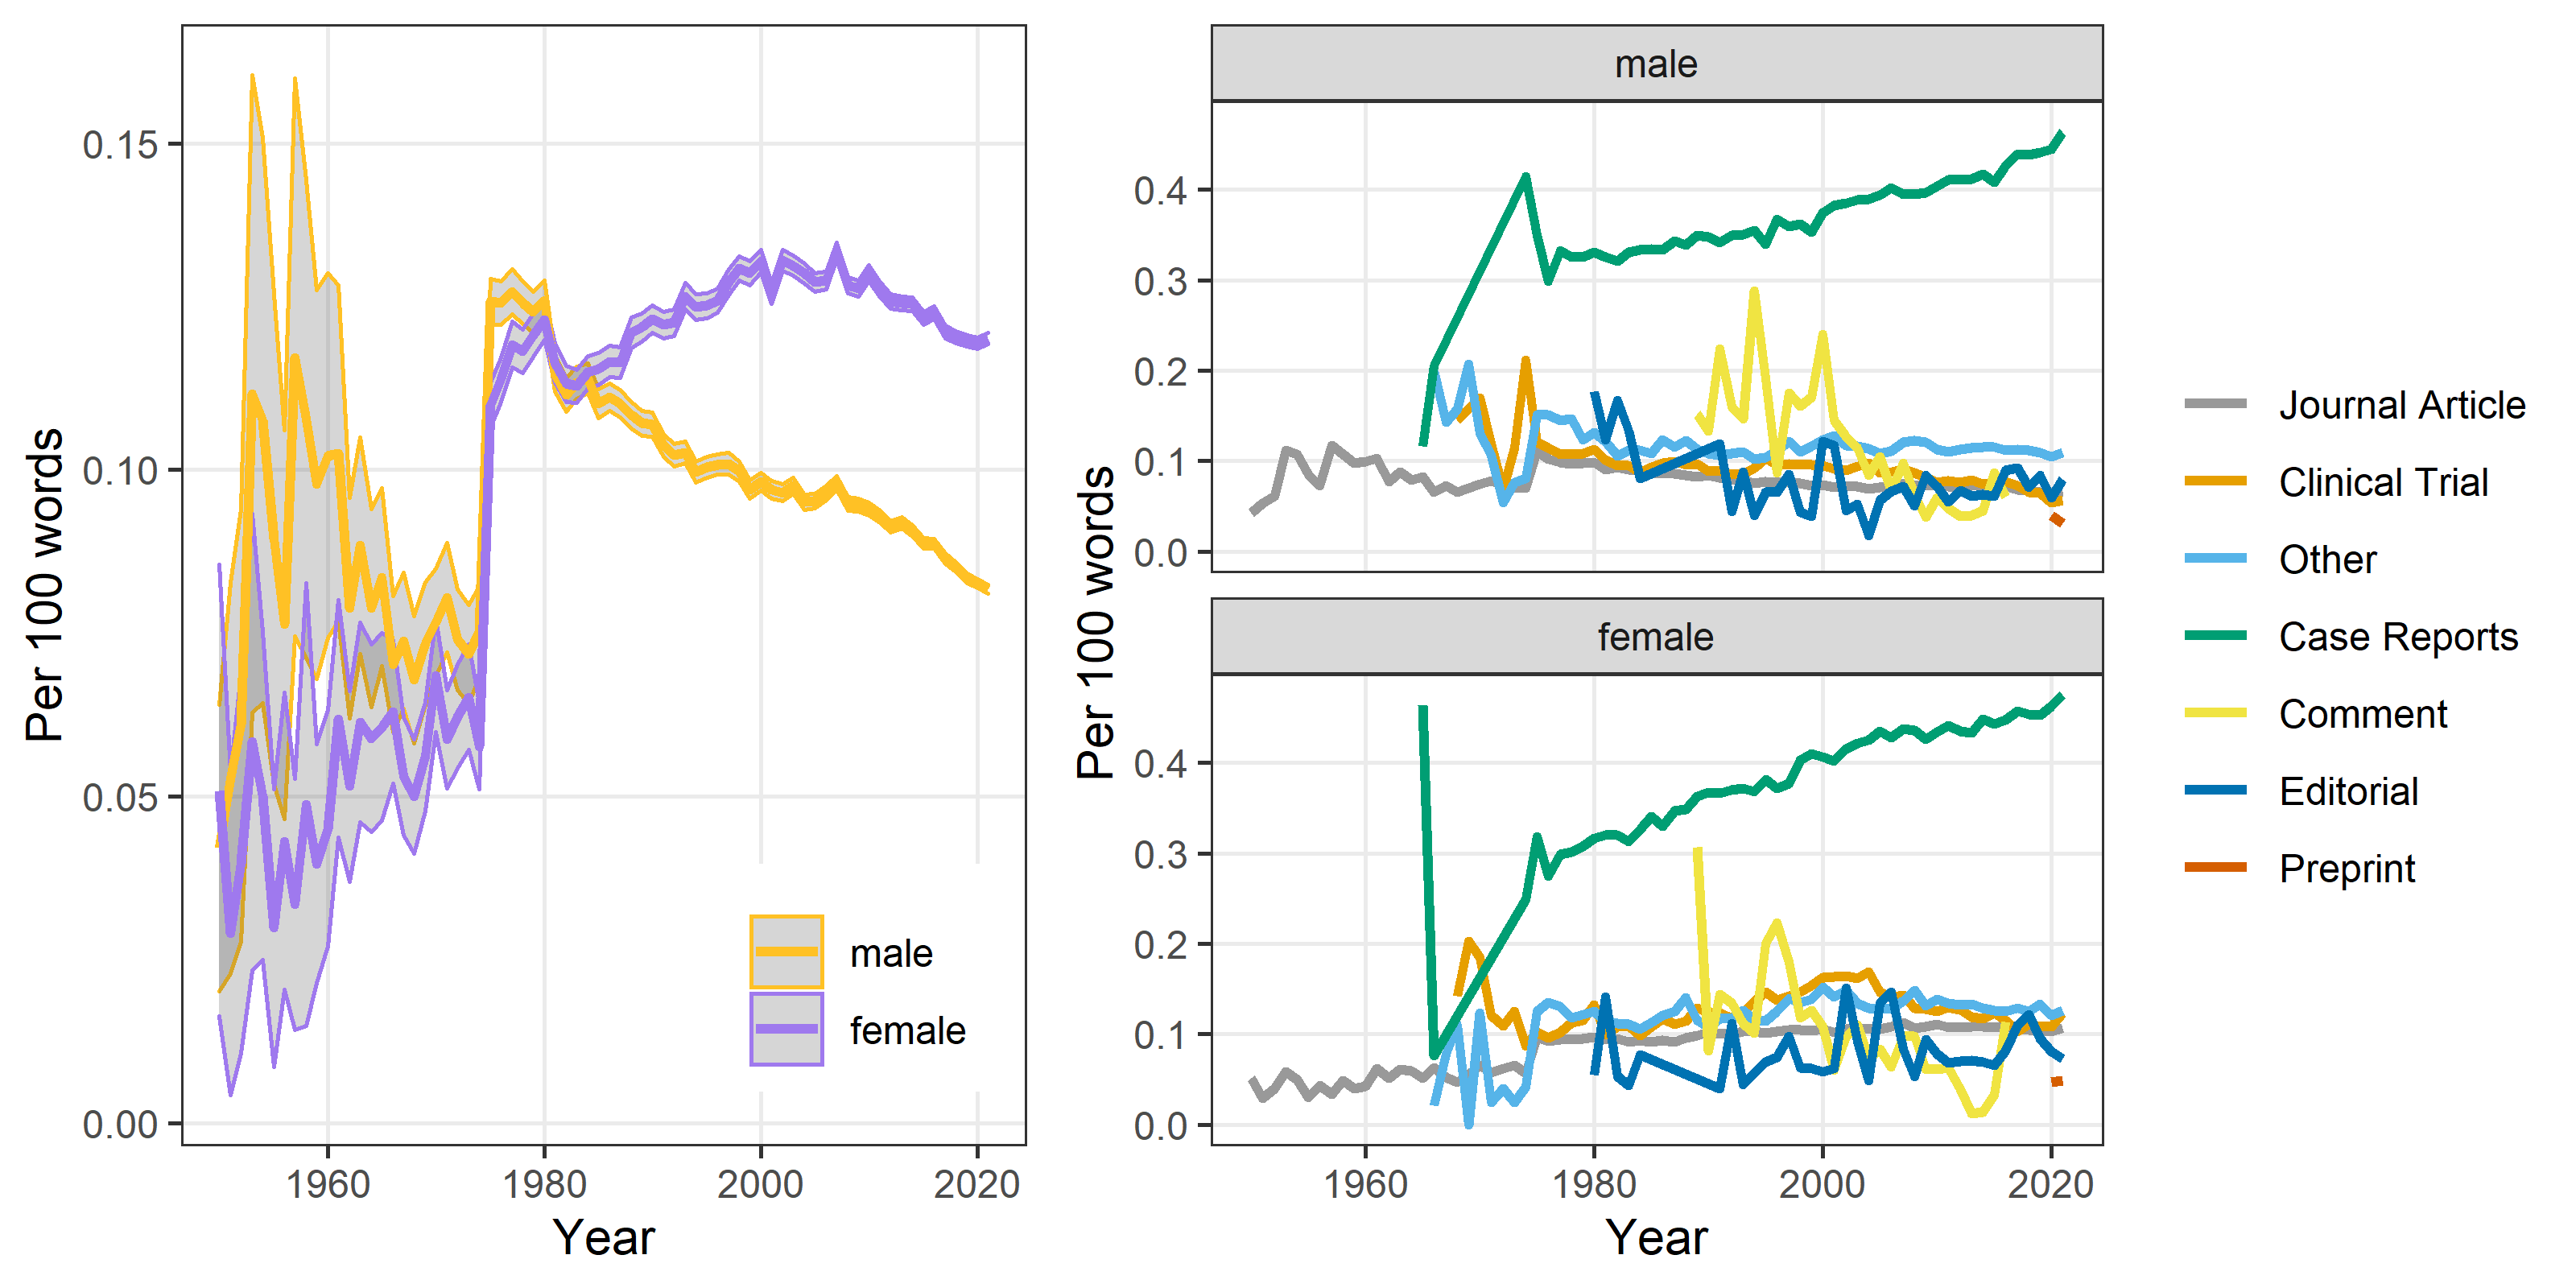 Per 100 words
0.15
0.10
0.05
0.00
1960 1980 2000 2020
Year
male
female
Per 100 words
male
0.4
0.3
0.2
0.1
0.0
female
0.4
0.3
0.2
0.1
0.0
1960 1980 2000 2020
Year
Journal Article
Clinical Trial
Other
Case Reports
Comment
Editorial
Preprint